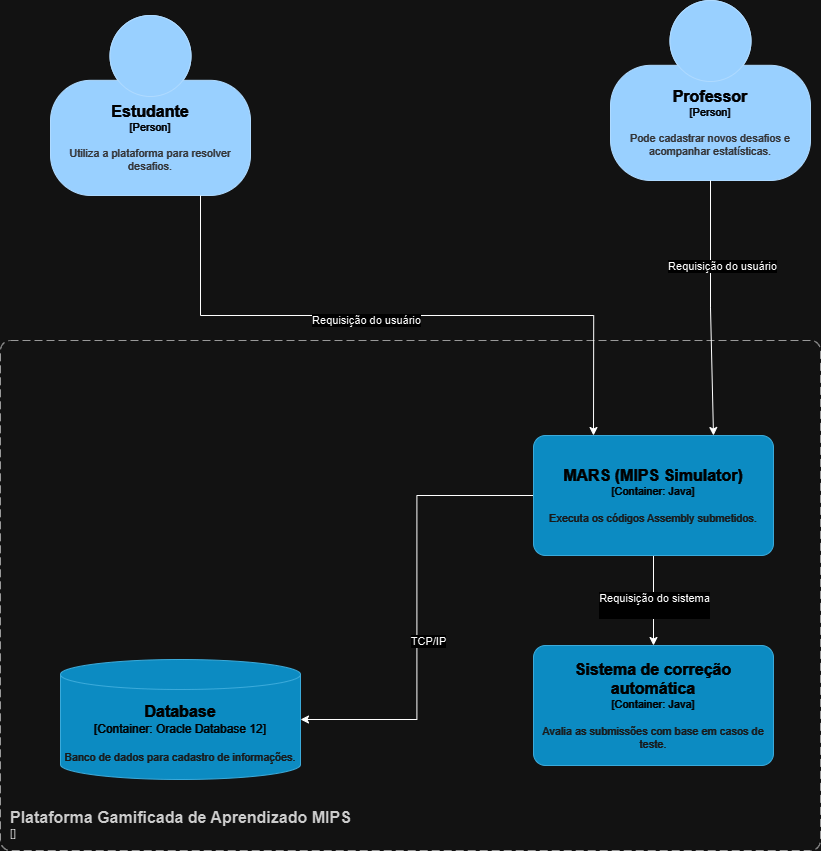 Estudante
[Person]
Utiliza a plataforma para resolver
desafios.
Professor
[Person]
Pode cadastrar novos desafios e
acompanhar estatísticas.
Requisição do usuário
Requisição do usuário
MARS (MIPS Simulator)
[Container: Java]
Executa os códigos Assembly submetidos.
Requisição do sistema
TCP/IP
Sistema de correção
automática
[Container: Java]
Avalia as submissões com base em casos de
teste.
Database
[Container: Oracle Database 12]
Banco de dados para cadastro de informações.
Plataforma Gamificada de Aprendizado MIPS
[]